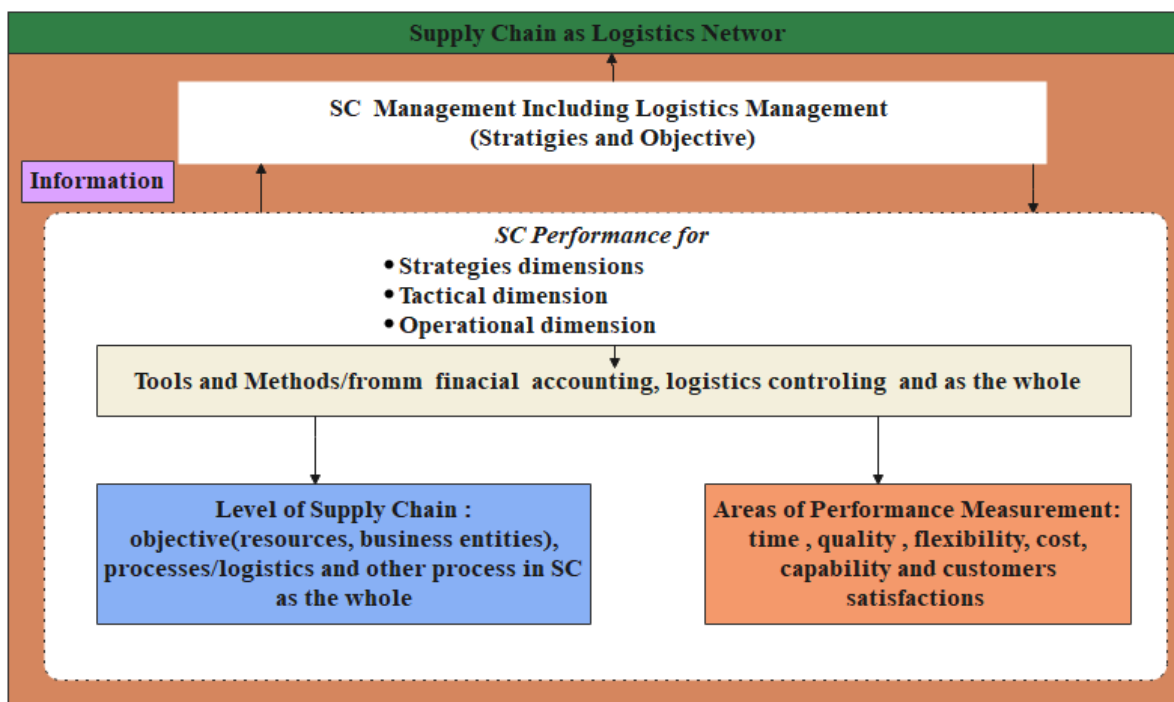 Supply Chain as Logistics Networ
SC Management Including Logistics Management
(Stratigies and Objective)
Information
SC Performance for
• Strategies dimensions
• Tactical dimension
• Operational dimension
Tools and Methods/fromm finacial accounting, logistics controling and as the whole
Level of Supply Chain :
objective(resources, business entities),
processes/logistics and other process in SC
as the whole
Areas of Performance Measurement:
time , quality , flexibility, cost,
capability and customers
satisfactions